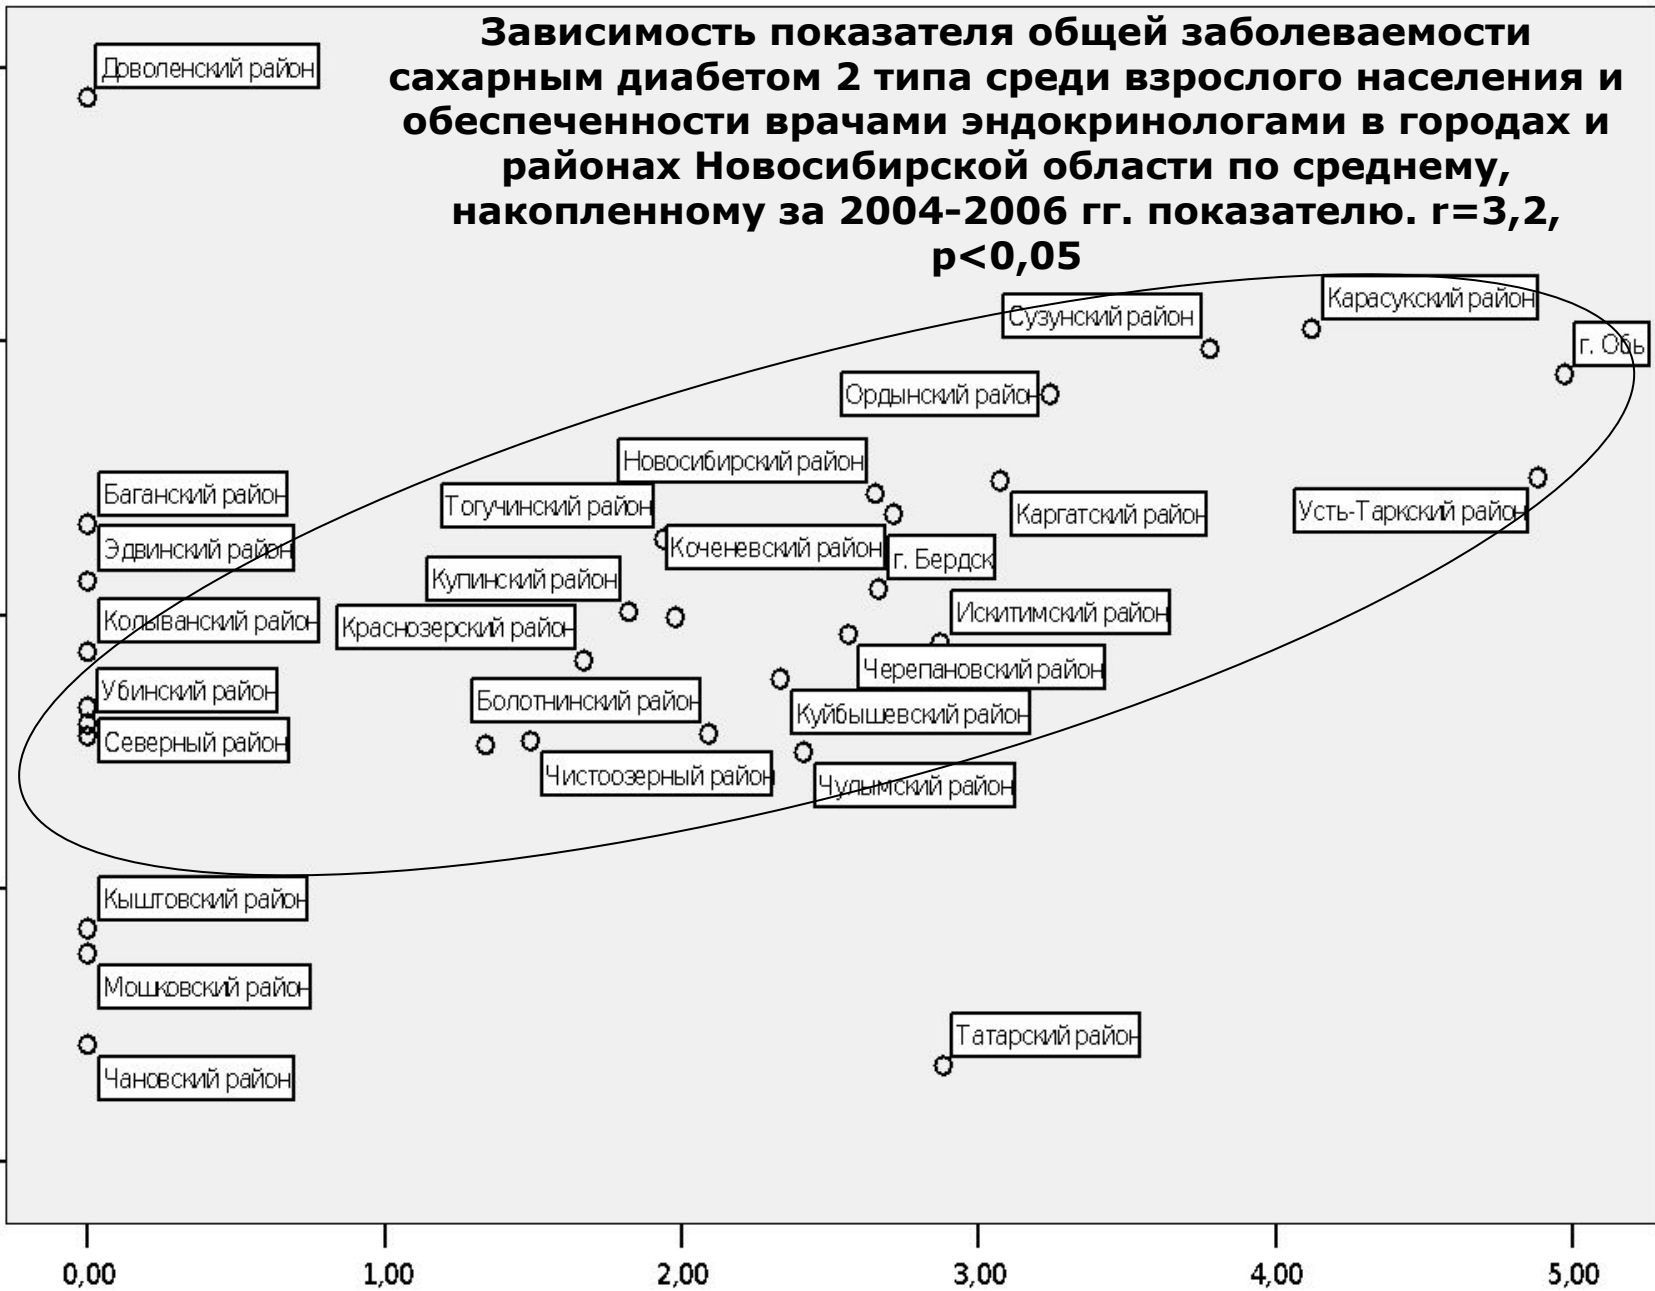 Зависимость показателя общей заболеваемости
сахарным диабетом 2 типа среди взрослого населения и
обеспеченности врачами эндокринологами в городах и
районах Новосибирской области по среднему,
накопленному за 2004-2006 гг. показателю. r=3,2,
p<0,05
Доволенский район
Карасукский район
Сузунский район
г. Обь
Ордынский район
Новосибирский район
Баганский район
Тогучинский район
Каргатский район
Усть-Таркский район
Эдвинский район
Коченевский район
г. Бердск
Купинский район
Искитимский район
Колыванский район
Краснозерский район
Черепановский район
Убинский район
Болотнинский район
Куйбышевский район
Северный район
Чистоозерный район
Чулымский район
Кыштовский район
Мошковский район
Татарский район
Чановский район
0,00 1,00 2,00 3,00 4,00 5,00